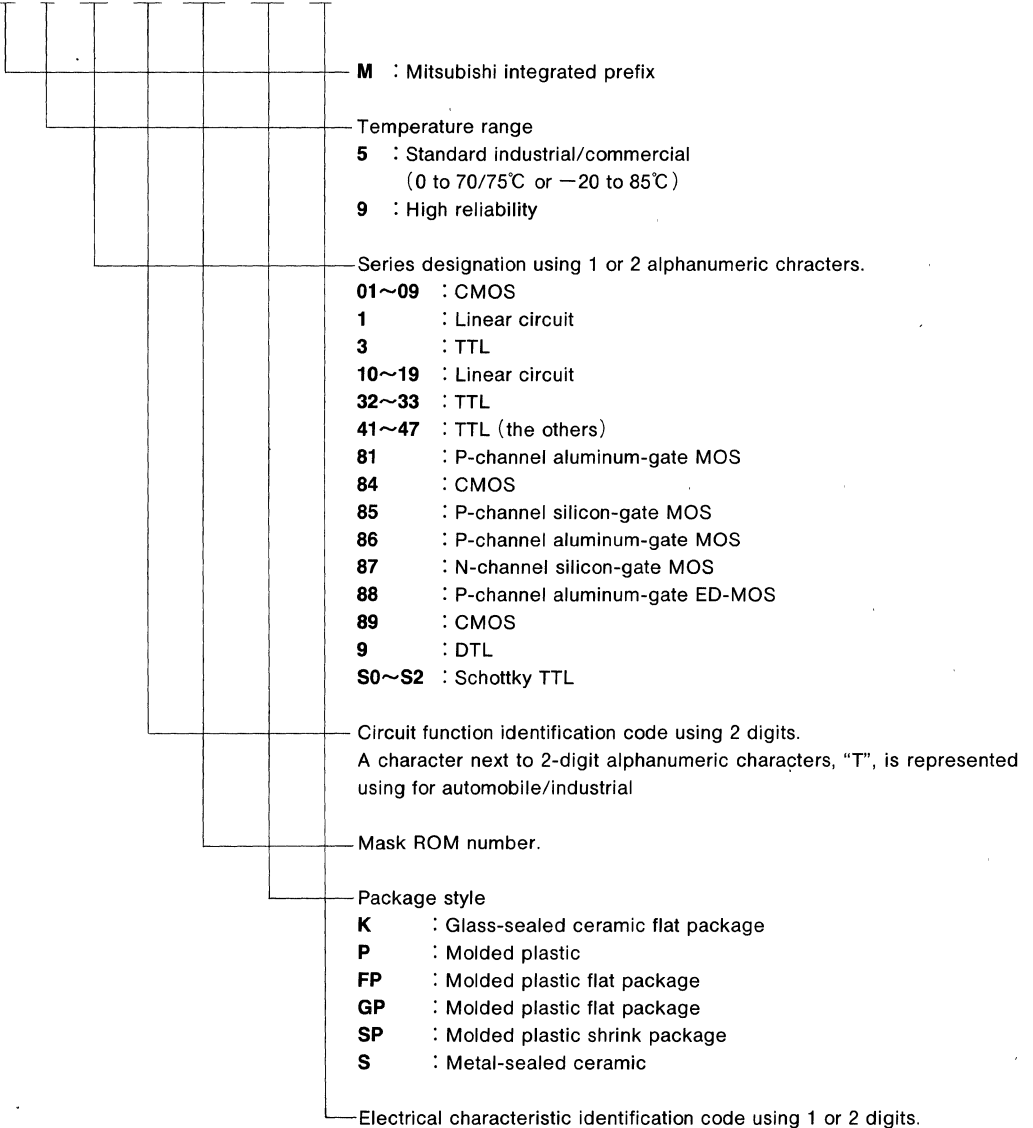 M : Mitsubishi integrated prefix
Temperature range
5 : Standard industrial/commercial
(0 to 70/75℃ or －20 to 85℃)
9 : High reliability
Series designation using 1 or 2 alphanumeric chracters.
01～09 : CMOS
1 : Linear circuit
3 : TTL
10～19 : Linear circuit
32～33 : TTL
41～47 : TTL (the others)
81 : P-channel aluminum-gate MOS
84 : CMOS
85 : P-channel silicon-gate MOS
86 : P-channel aluminum-gate MOS
87 : N-channel silicon-gate MOS
88 : P-channel aluminum-gate ED-MOS
89 : CMOS
9 : DTL
S0～S2 : Schottky TTL
Circuit function identification code using 2 digits.
A character next to 2-digit alphanumeric characters, “T”, is represented
using for automobile/industrial
Mask ROM number.
Package style
K : Glass-sealed ceramic flat package
P : Molded plastic
FP : Molded plastic flat package
GP : Molded plastic flat package
SP : Molded plastic shrink package
S : Metal-sealed ceramic
Electrical characteristic identification code using 1 or 2 digits.